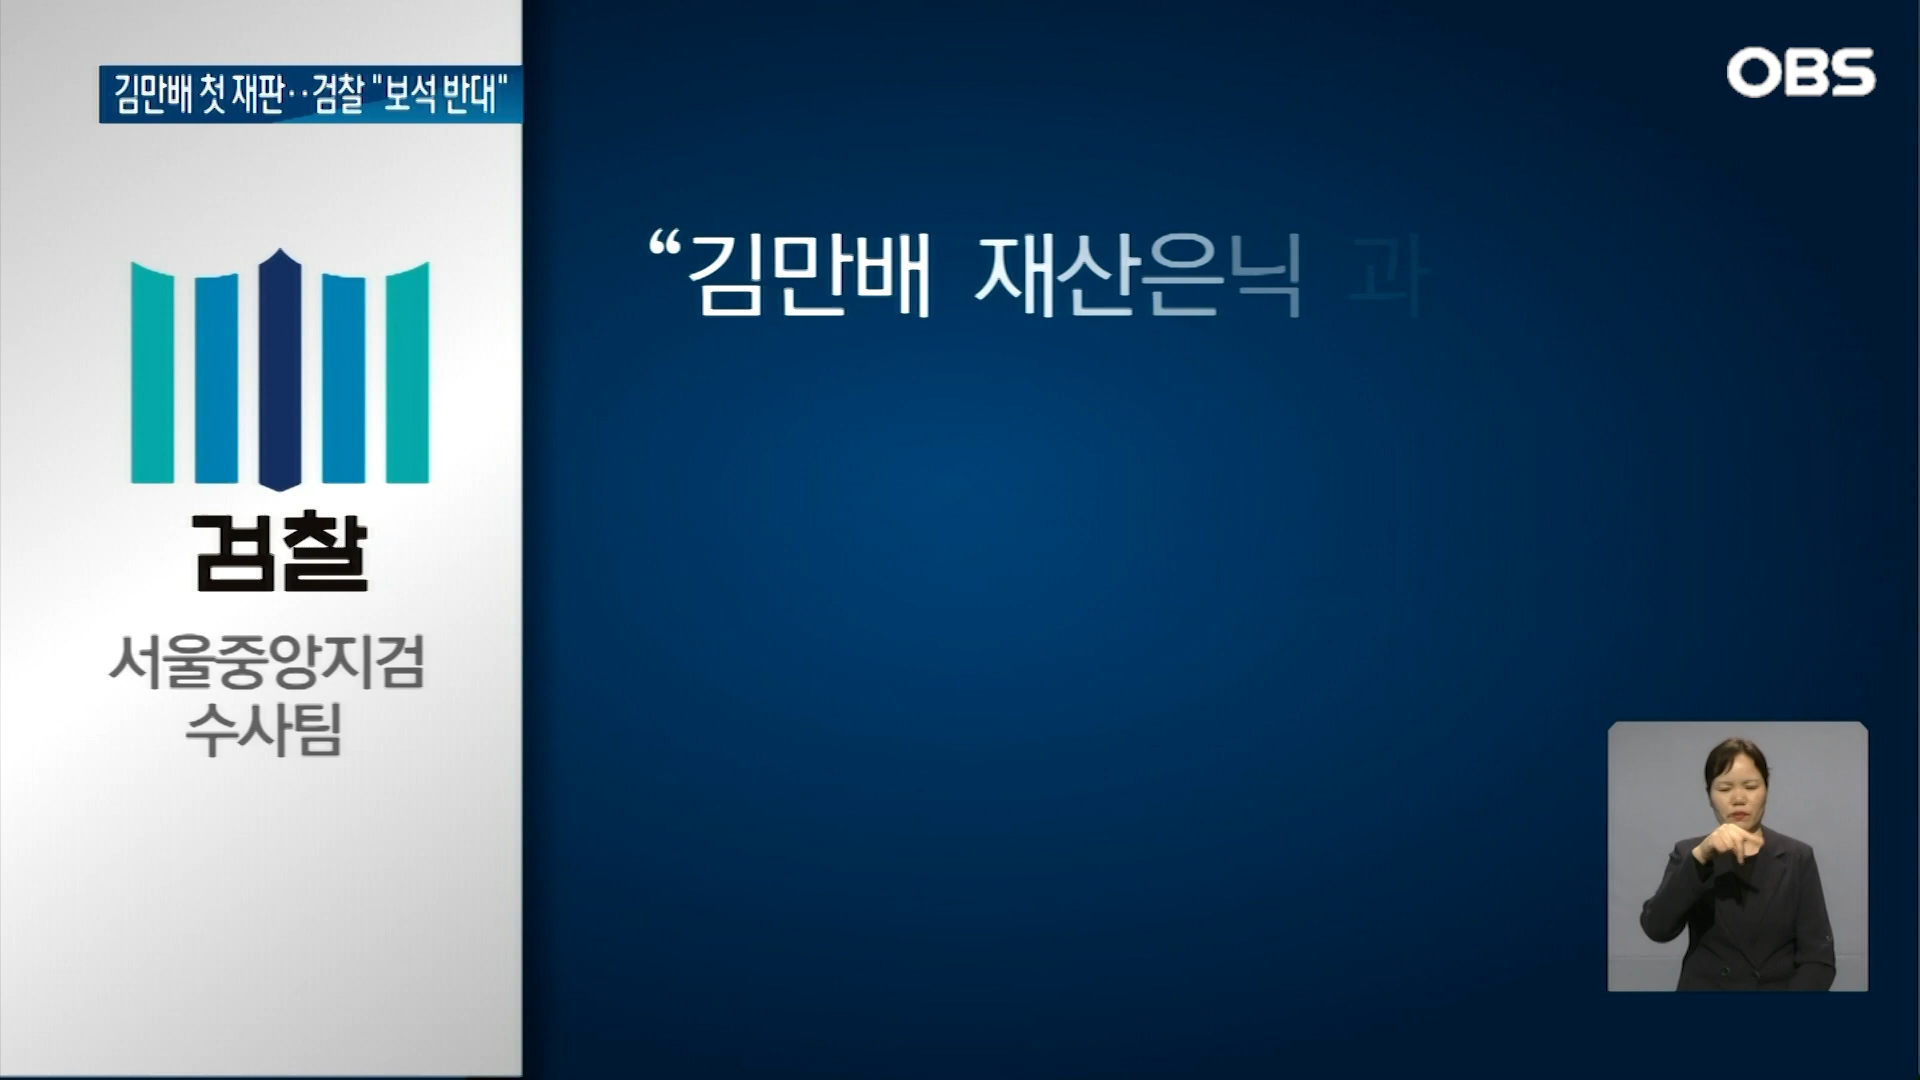 김만배 첫 재판‥검찰 "보석 반대"
OBS
“김만배 재산은닉 과
검찰
서울중앙지검
수사팀